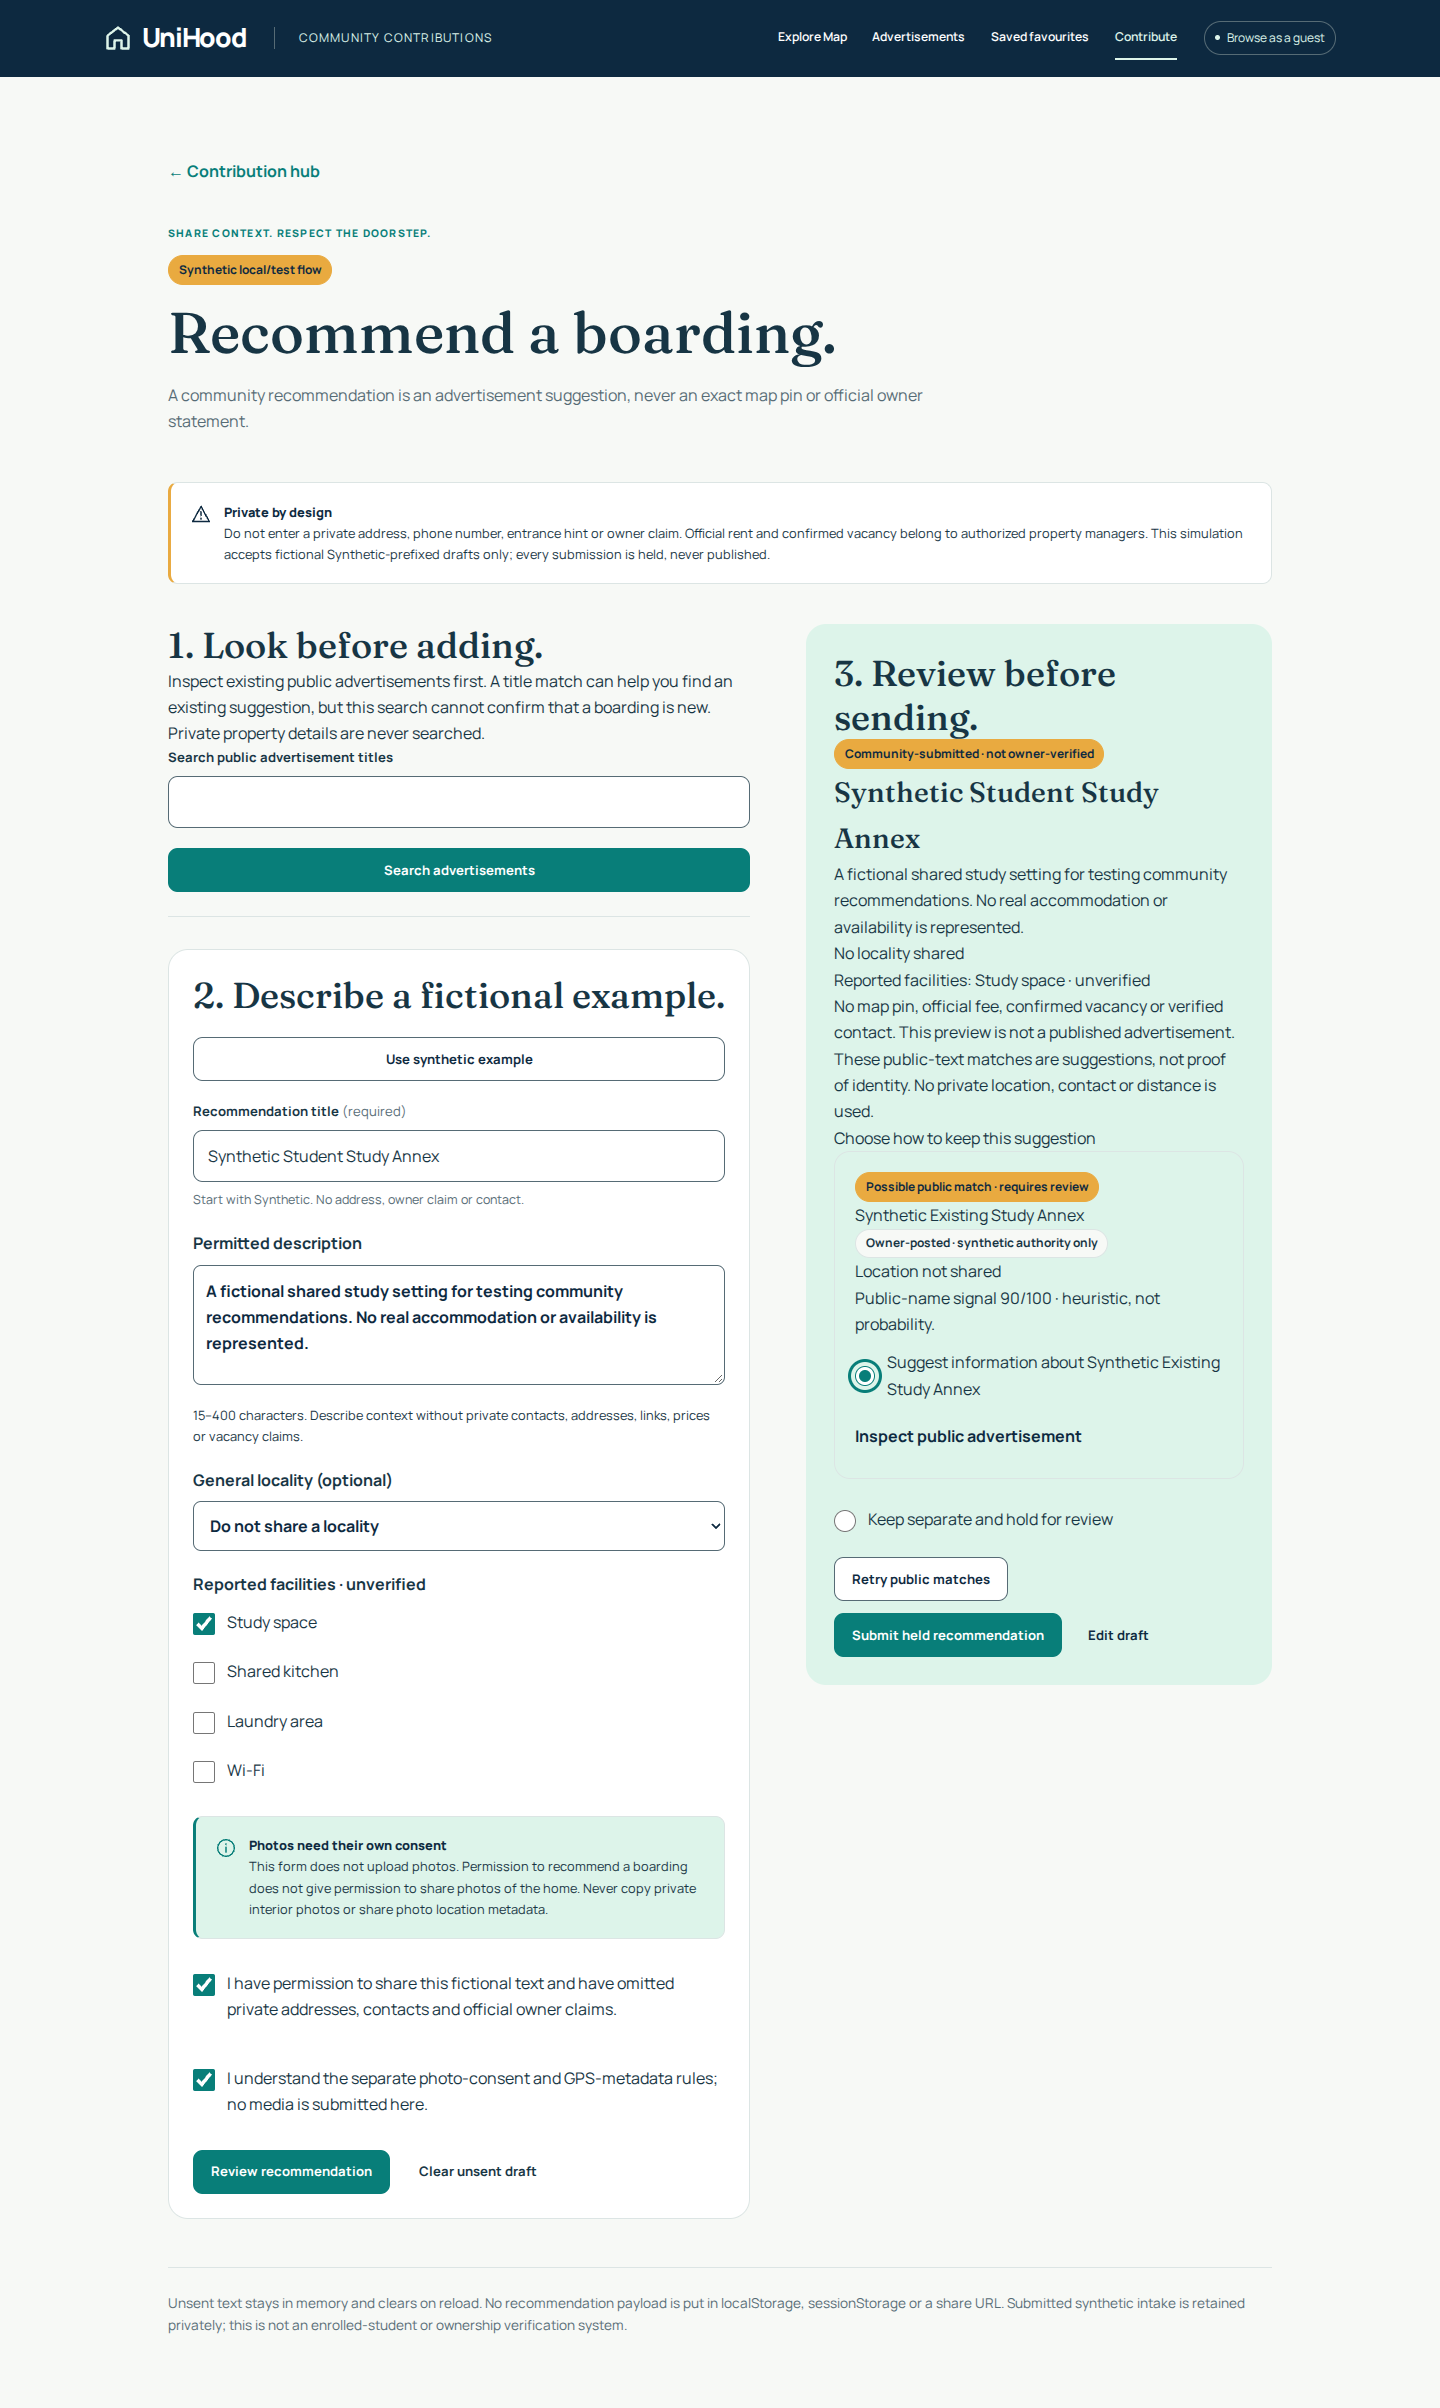 UniHood
COMMUNITY CONTRIBUTIONS
Explore Map
Advertisements
Saved favourites
Contribute
Browse as a guest
← Contribution hub
SHARE CONTEXT. RESPECT THE DOORSTEP.
Synthetic local/test flow
Recommend a boarding.
A community recommendation is an advertisement suggestion, never an exact map pin or official owner
statement.
Private by design
Do not enter a private address, phone number, entrance hint or owner claim. Official rent and confirmed vacancy belong to authorized property managers. This simulation
accepts fictional Synthetic-prefixed drafts only; every submission is held, never published.
1. Look before adding.
Inspect existing public advertisements first. A title match can help you find an
existing suggestion, but this search cannot confirm that a boarding is new.
Private property details are never searched.
Search public advertisement titles
Search advertisements
2. Describe a fictional example.
Use synthetic example
Recommendation title (required)
Synthetic Student Study Annex
Start with Synthetic. No address, owner claim or contact.
Permitted description
A fictional shared study setting for testing community
recommendations. No real accommodation or availability is
represented.
15–400 characters. Describe context without private contacts, addresses, links, prices
or vacancy claims.
General locality (optional)
Do not share a locality
Reported facilities · unverified
Study space
Shared kitchen
Laundry area
Wi-Fi
Photos need their own consent
This form does not upload photos. Permission to recommend a boarding
does not give permission to share photos of the home. Never copy private
interior photos or share photo location metadata.
I have permission to share this fictional text and have omitted
private addresses, contacts and official owner claims.
I understand the separate photo-consent and GPS-metadata rules;
no media is submitted here.
Review recommendation
Clear unsent draft
3. Review before
sending.
Community-submitted · not owner-verified
Synthetic Student Study
Annex
A fictional shared study setting for testing community
recommendations. No real accommodation or
availability is represented.
No locality shared
Reported facilities: Study space · unverified
No map pin, official fee, confirmed vacancy or verified
contact. This preview is not a published advertisement.
These public-text matches are suggestions, not proof
of identity. No private location, contact or distance is
used.
Choose how to keep this suggestion
Possible public match · requires review
Synthetic Existing Study Annex
Owner-posted · synthetic authority only
Location not shared
Public-name signal 90/100 · heuristic, not
probability.
Suggest information about Synthetic Existing
Study Annex
Inspect public advertisement
Keep separate and hold for review
Retry public matches
Submit held recommendation
Edit draft
Unsent text stays in memory and clears on reload. No recommendation payload is put in localStorage, sessionStorage or a share URL. Submitted synthetic intake is retained
privately; this is not an enrolled-student or ownership verification system.